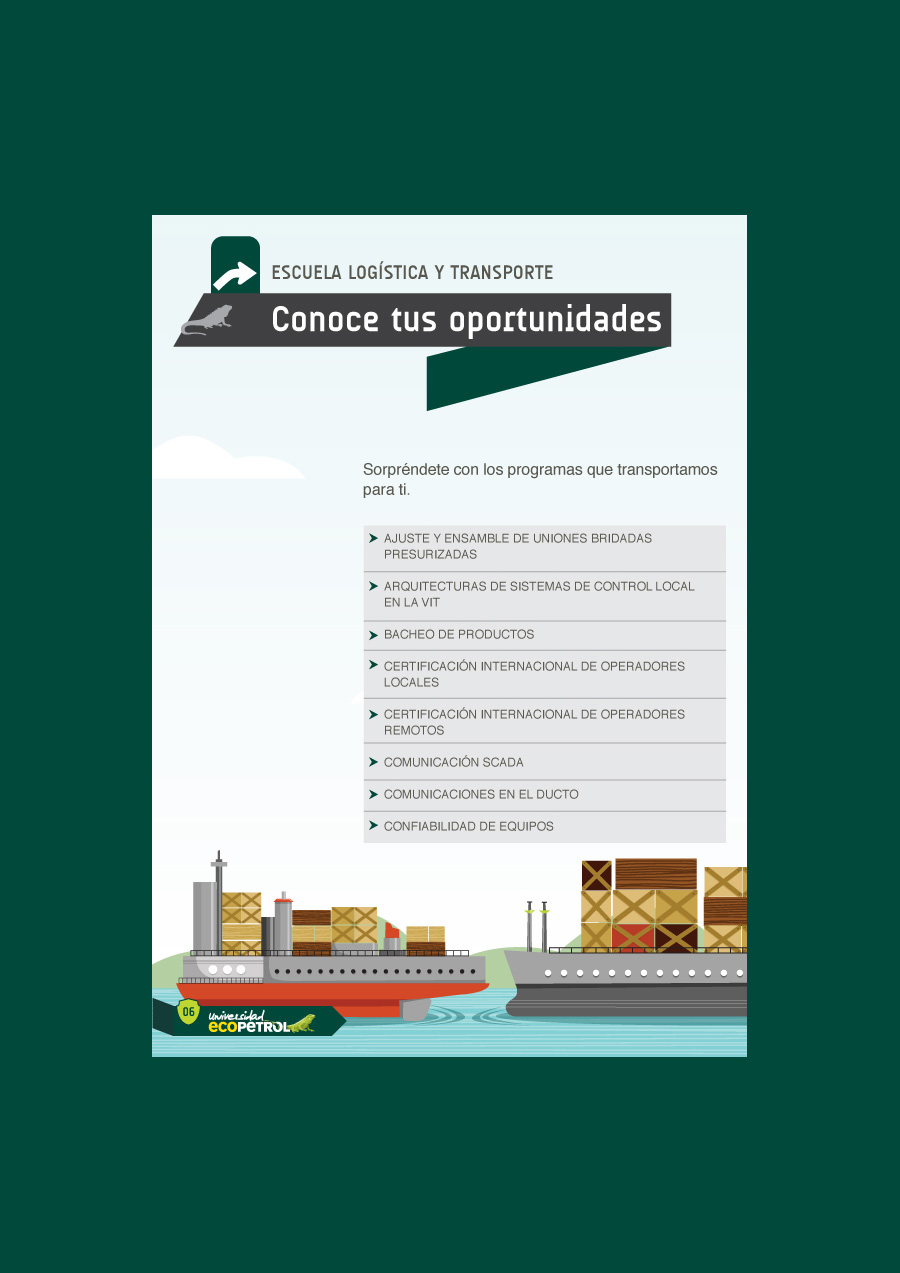 ESCUELA LOGÍSTICA Y TRANSPORTE
Conoce tus oportunidades
Sorpréndete con los programas que transportamos
para ti.
AJUSTE Y ENSAMBLE DE UNIONES BRIDADAS
PRESURIZADAS
ARQUITECTURAS DE SISTEMAS DE CONTROL LOCAL
EN LA VIT
BACHEO DE PRODUCTOS
CERTIFICACIÓN INTERNACIONAL DE OPERADORES
LOCALES
CERTIFICACIÓN INTERNACIONAL DE OPERADORES
REMOTOS
COMUNICACIÓN SCADA
COMUNICACIONES EN EL DUCTO
CONFIABILIDAD DE EQUIPOS
06
universidad
ECOPETROL